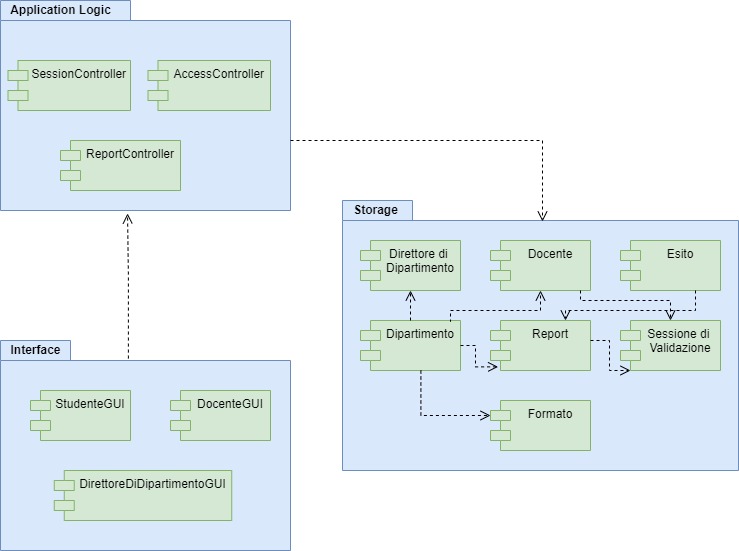 Application Logic
SessionController
AccessController
ReportController
Storage
Direttore di
Dipartimento
Docente
Esito
Dipartimento
Report
Sessione di
Validazione
Formato
Interface
StudenteGUI
DocenteGUI
DirettoreDiDipartimentoGUI